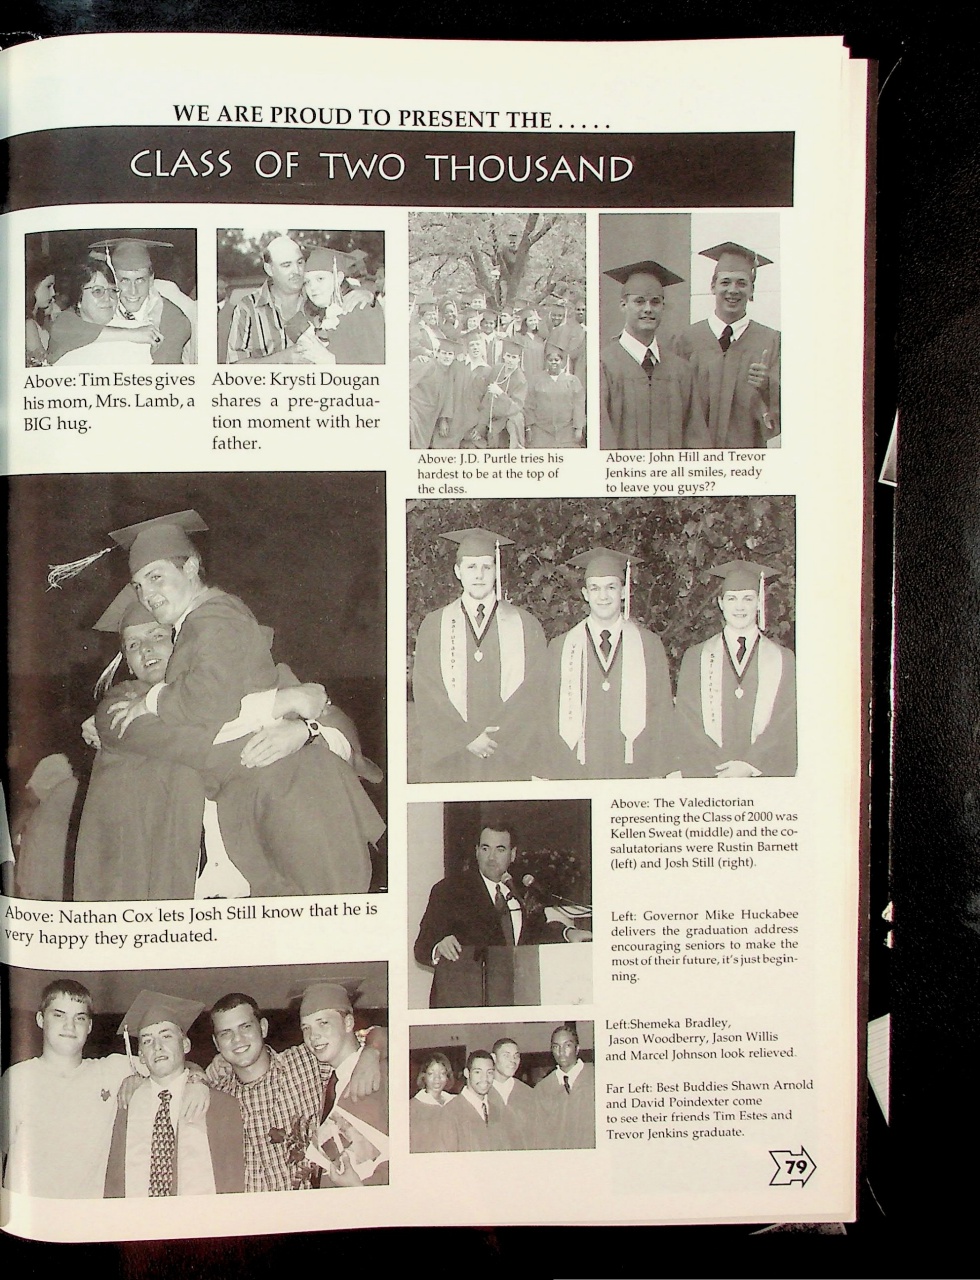 WE ARE PROUD TO PRESENT THE . . . . .
CLASS OF TWO THOUSAND
Above: Tim Estes gives
his mom, Mrs. Lamb, a
BIG hug.
Above: Krysti Dougan
shares a pre-gradua-
tion moment with her
father.
Above: J.D. Purtle tries his
hardest to be at the top of
the class.
Above: John Hill and Trevor
Jenkins are all smiles, ready
to leave you guys??
Above: Nathan Cox lets Josh Still know that he is
very happy they graduated.
Above: The Valedictorian
representing the Class of 2000 was
Kellen Sweat (middle) and the co-
salutatorians were Rustin Barnett
(left) and Josh Still (right).
Left: Governor Mike Huckabee
delivers the graduation address
encouraging seniors to make the
most of their future, it's just begin-
ning.
Left:Shemeka Bradley,
Jason Woodberry, Jason Willis
and Marcel Johnson look relieved.
Far Left: Best Buddies Shawn Arnold
and David Poindexter come
to see their friends Tim Estes and
Trevor Jenkins graduate.
79